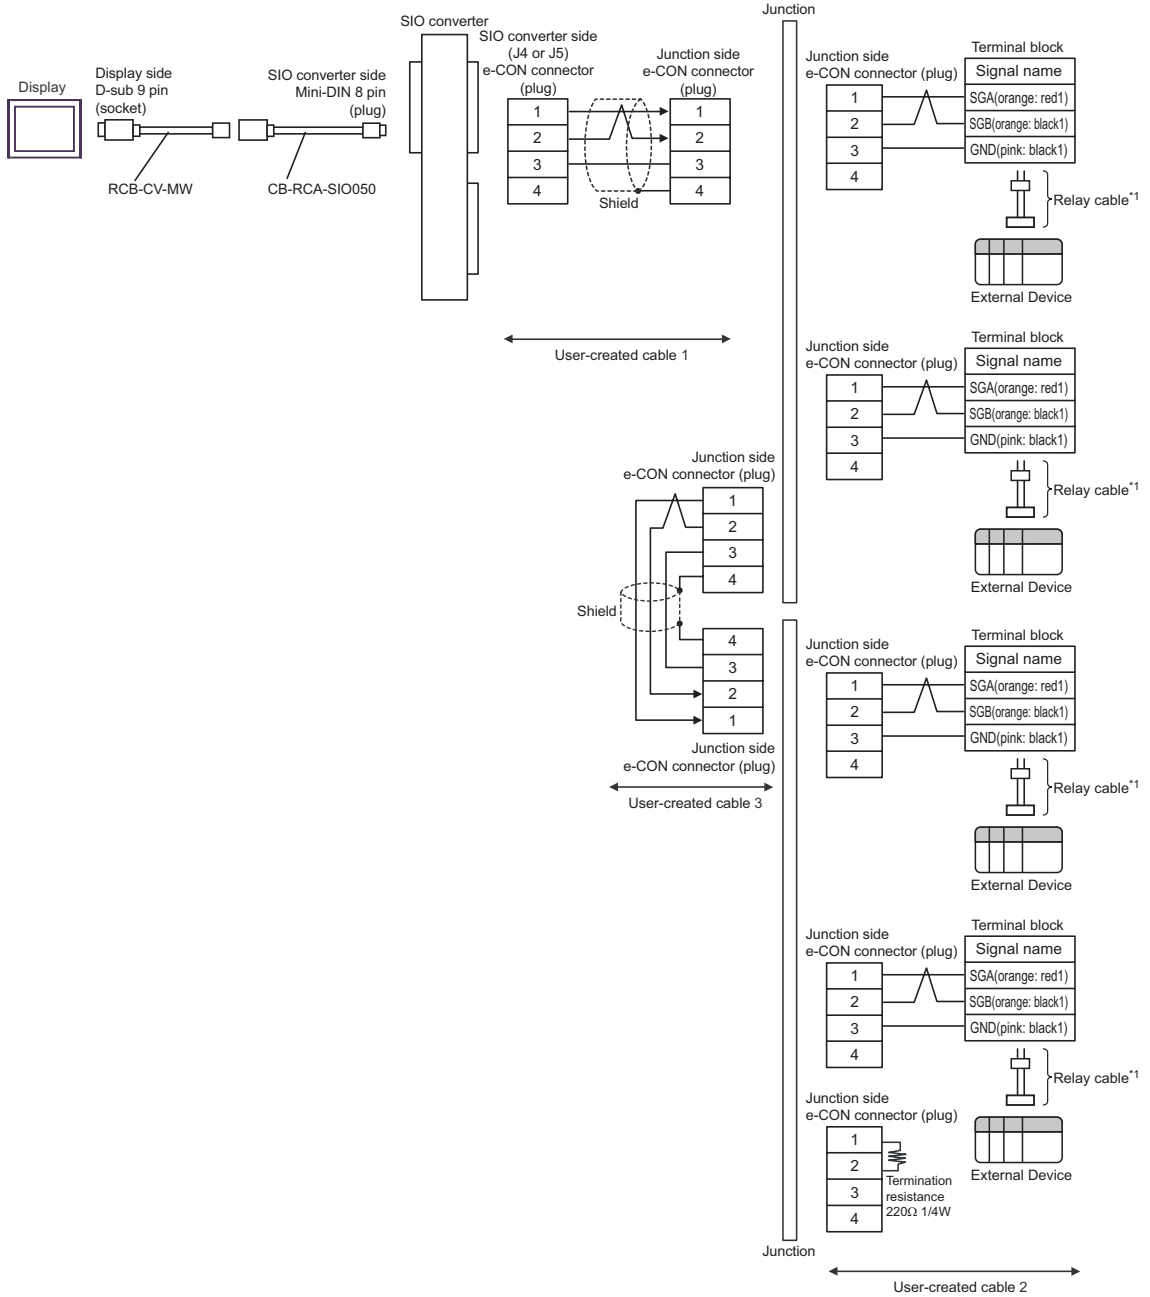 Display
Display side
D-sub 9 pin
(socket)
RCB-CV-MW
SIO converter side
Mini-DIN 8 pin
(plug)
CB-RCA-SIO050
SIO converter
SIO converter side
(J4 or J5)
e-CON connector
(plug)
1
2
3
4
Shield
Junction side
e-CON connector
(plug)
1
2
3
4
User-created cable 1
Junction
Junction side
e-CON connector (plug)
1
2
3
4
Terminal block
Signal name
SGA(orange: red1)
SGB(orange: black1)
GND(pink: black1)
Relay cable*1
External Device
Junction side
e-CON connector (plug)
1
2
3
4
Terminal block
Signal name
SGA(orange: red1)
SGB(orange: black1)
GND(pink: black1)
Relay cable*1
External Device
Junction side
e-CON connector (plug)
1
2
3
4
Shield
4
3
2
1
Junction side
e-CON connector (plug)
User-created cable 3
Junction side
e-CON connector (plug)
1
2
3
4
Terminal block
Signal name
SGA(orange: red1)
SGB(orange: black1)
GND(pink: black1)
Relay cable*1
External Device
Junction side
e-CON connector (plug)
1
2
3
4
Terminal block
Signal name
SGA(orange: red1)
SGB(orange: black1)
GND(pink: black1)
Relay cable*1
External Device
Junction side
e-CON connector (plug)
1
2
3
4
Termination
resistance
220Ω 1/4W
Junction
User-created cable 2